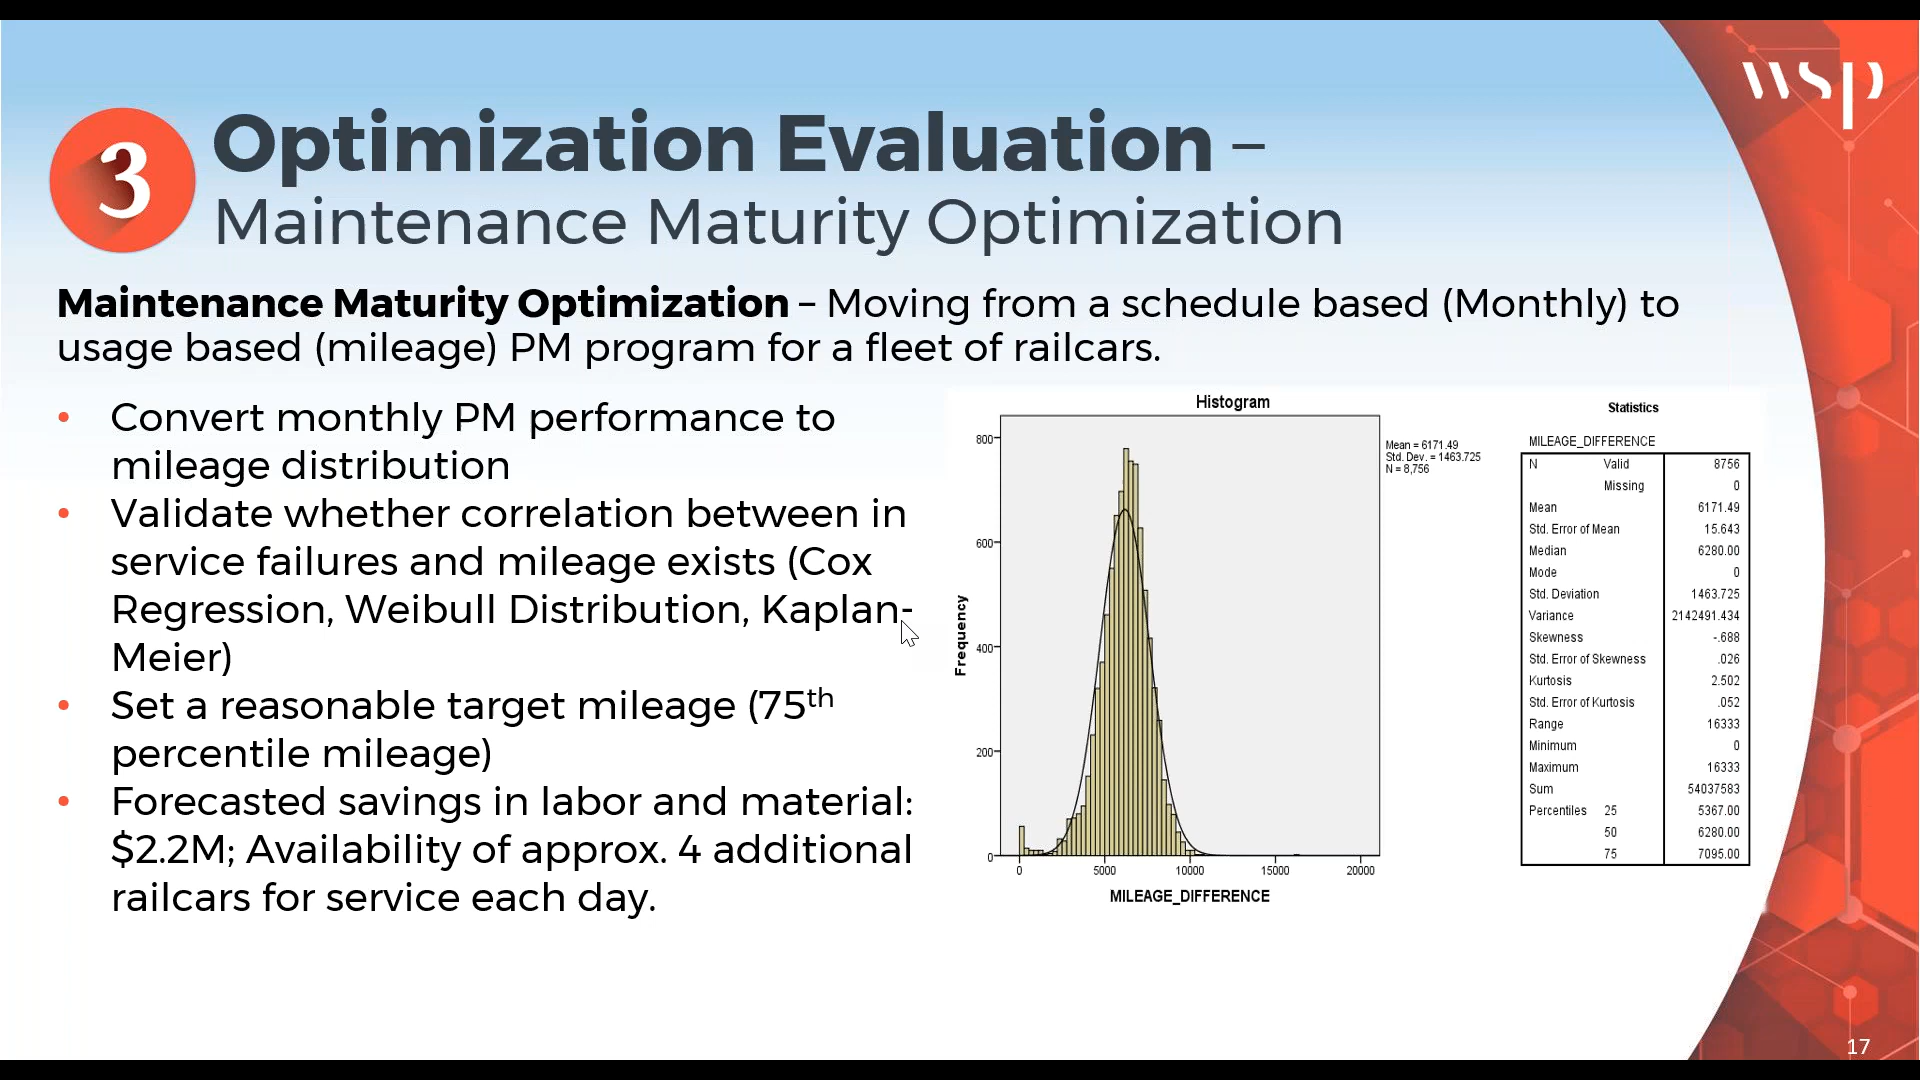 wsp
3
Optimization Evaluation –
Maintenance Maturity Optimization
Maintenance Maturity Optimization – Moving from a schedule based (Monthly) to
usage based (mileage) PM program for a fleet of railcars.
• Convert monthly PM performance to
mileage distribution
• Validate whether correlation between in
service failures and mileage exists (Cox
Regression, Weibull Distribution, Kaplan-
Meier)
• Set a reasonable target mileage (75th
percentile mileage)
• Forecasted savings in labor and material:
$2.2M; Availability of approx. 4 additional
railcars for service each day.
Histogram
800
600
400
200
0
Frequency
0 5000 10000 15000 20000
MILEAGE_DIFFERENCE
Mean = 6171.49
Std. Dev. = 1463.725
N = 8,756
Statistics
MILEAGE_DIFFERENCE
N Valid 8756
Missing 0
Mean 6171.49
Std. Error of Mean 15.643
Median 6280.00
Mode 0
Std. Deviation 1463.725
Variance 2142491.434
Skewness -.688
Std. Error of Skewness .026
Kurtosis 2.502
Std. Error of Kurtosis .052
Range 16333
Minimum 0
Maximum 16333
Sum 54037583
Percentiles 25 5367.00
50 6280.00
75 7095.00
17